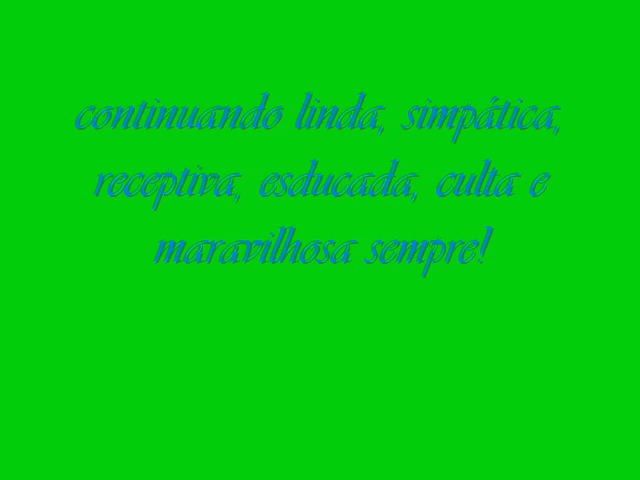 continuando linda, simpática,
receptiva, esducada, culta e
maravilhosa sempre!